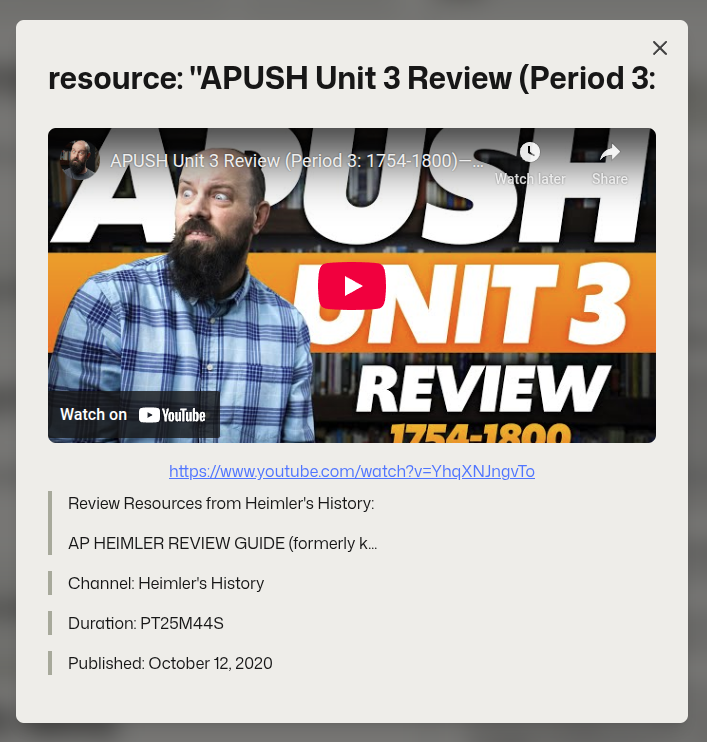 resource: "APUSH Unit 3 Review (Period 3:
APUSH Unit 3 Review (Period 3: 1754-1800)—...
Watch later
Share
APUSH
UNIT 3
REVIEW
1754-1800
Watch on YouTube
https://www.youtube.com/watch?v=YhqXNJngvTo
Review Resources from Heimler's History:
AP HEIMLER REVIEW GUIDE (formerly k...
Channel: Heimler's History
Duration: PT25M44S
Published: October 12, 2020